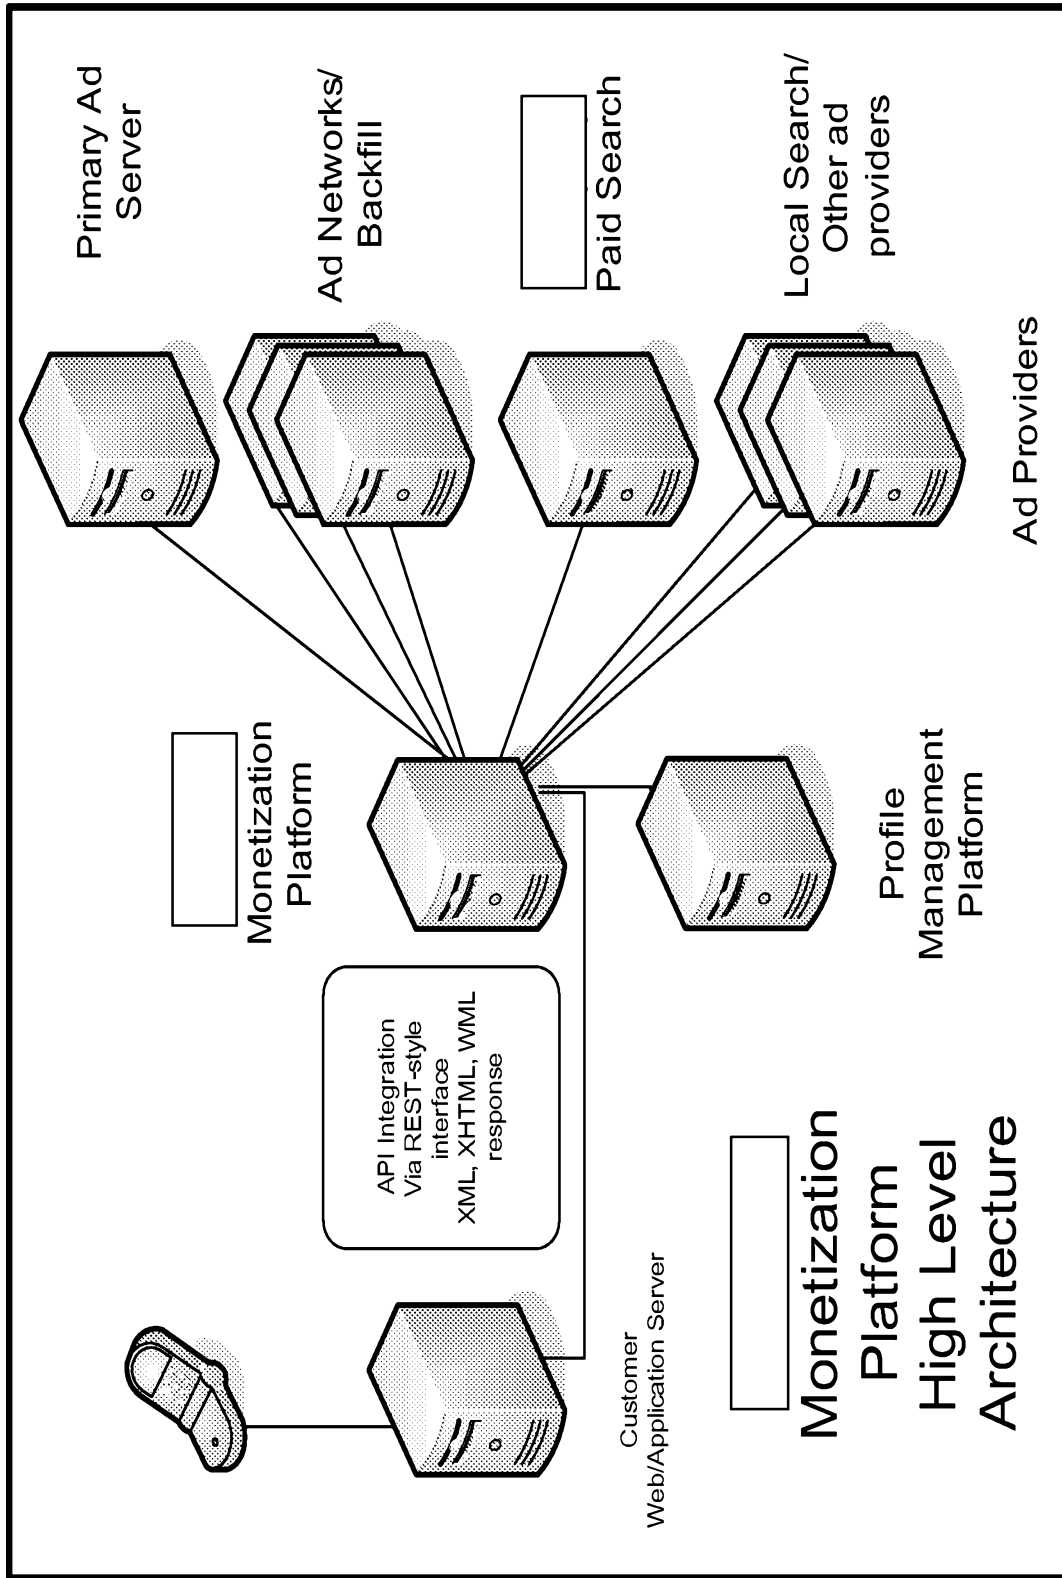 Primary Ad
Server
Ad Networks/
Backfill
Paid Search
Local Search/
Other ad
providers
Ad Providers
Monetization
Platform
Profile
Management
Platform
API Integration
Via REST-style
interface
XML, XHTML, WML
response
Customer
Web/Application Server
Monetization
Platform
High Level
Architecture